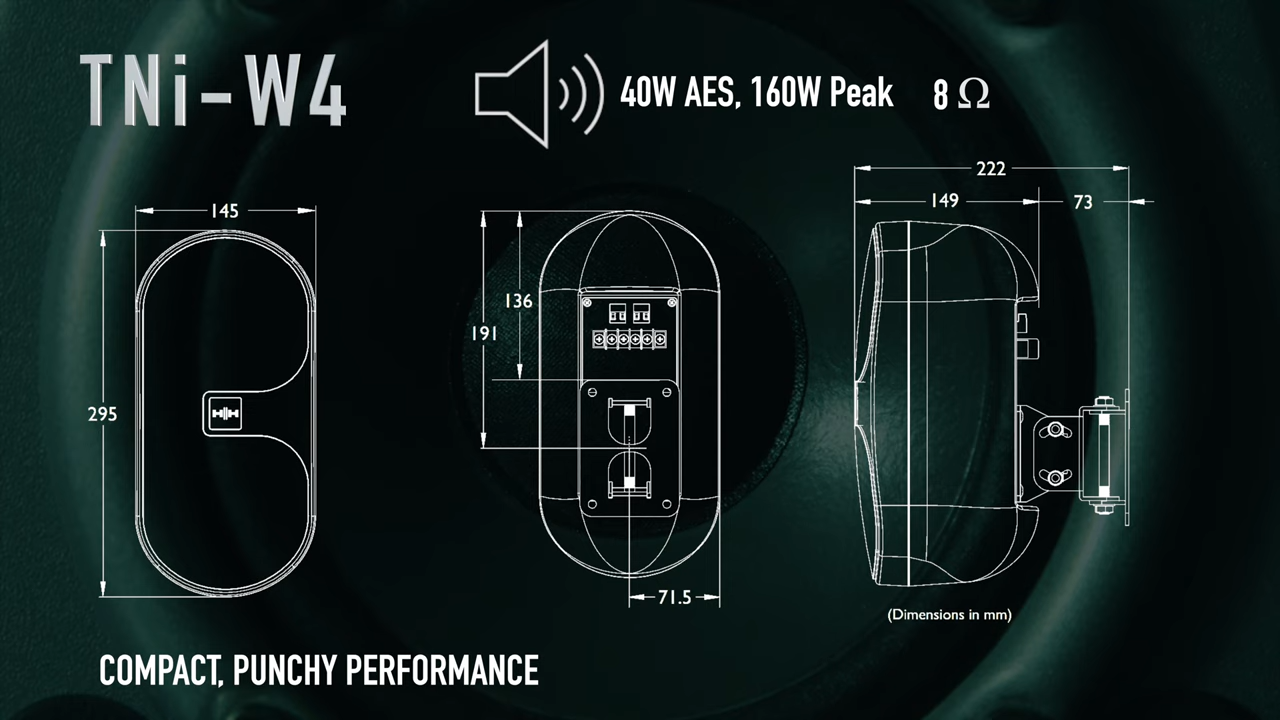 TNi-W4
40W AES, 160W Peak
8 Ω
222
149
73
145
136
191
295
HH
71.5
(Dimensions in mm)
COMPACT, PUNCHY PERFORMANCE